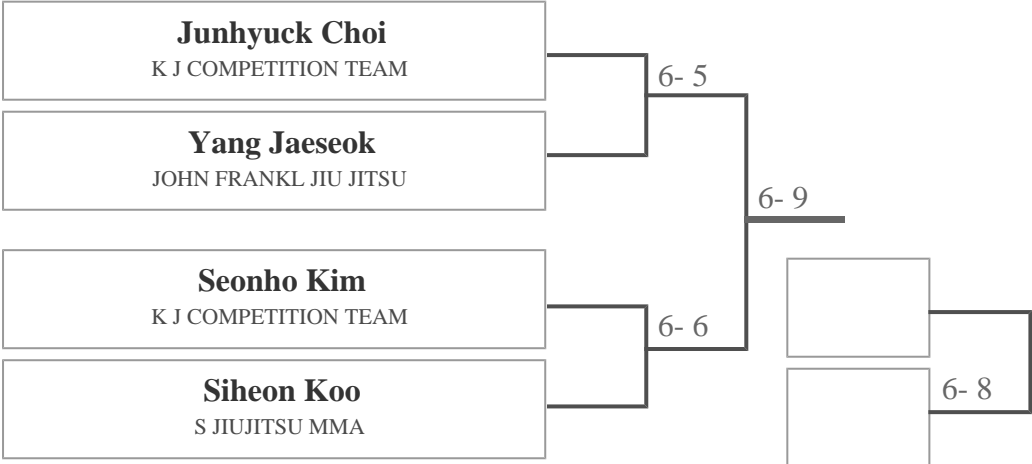 Junhyuck Choi
K J COMPETITION TEAM
6- 5
Yang Jaeseok
JOHN FRANKL JIU JITSU
6- 9
Seonho Kim
K J COMPETITION TEAM
6- 6
Siheon Koo
S JIUJITSU MMA
6- 8